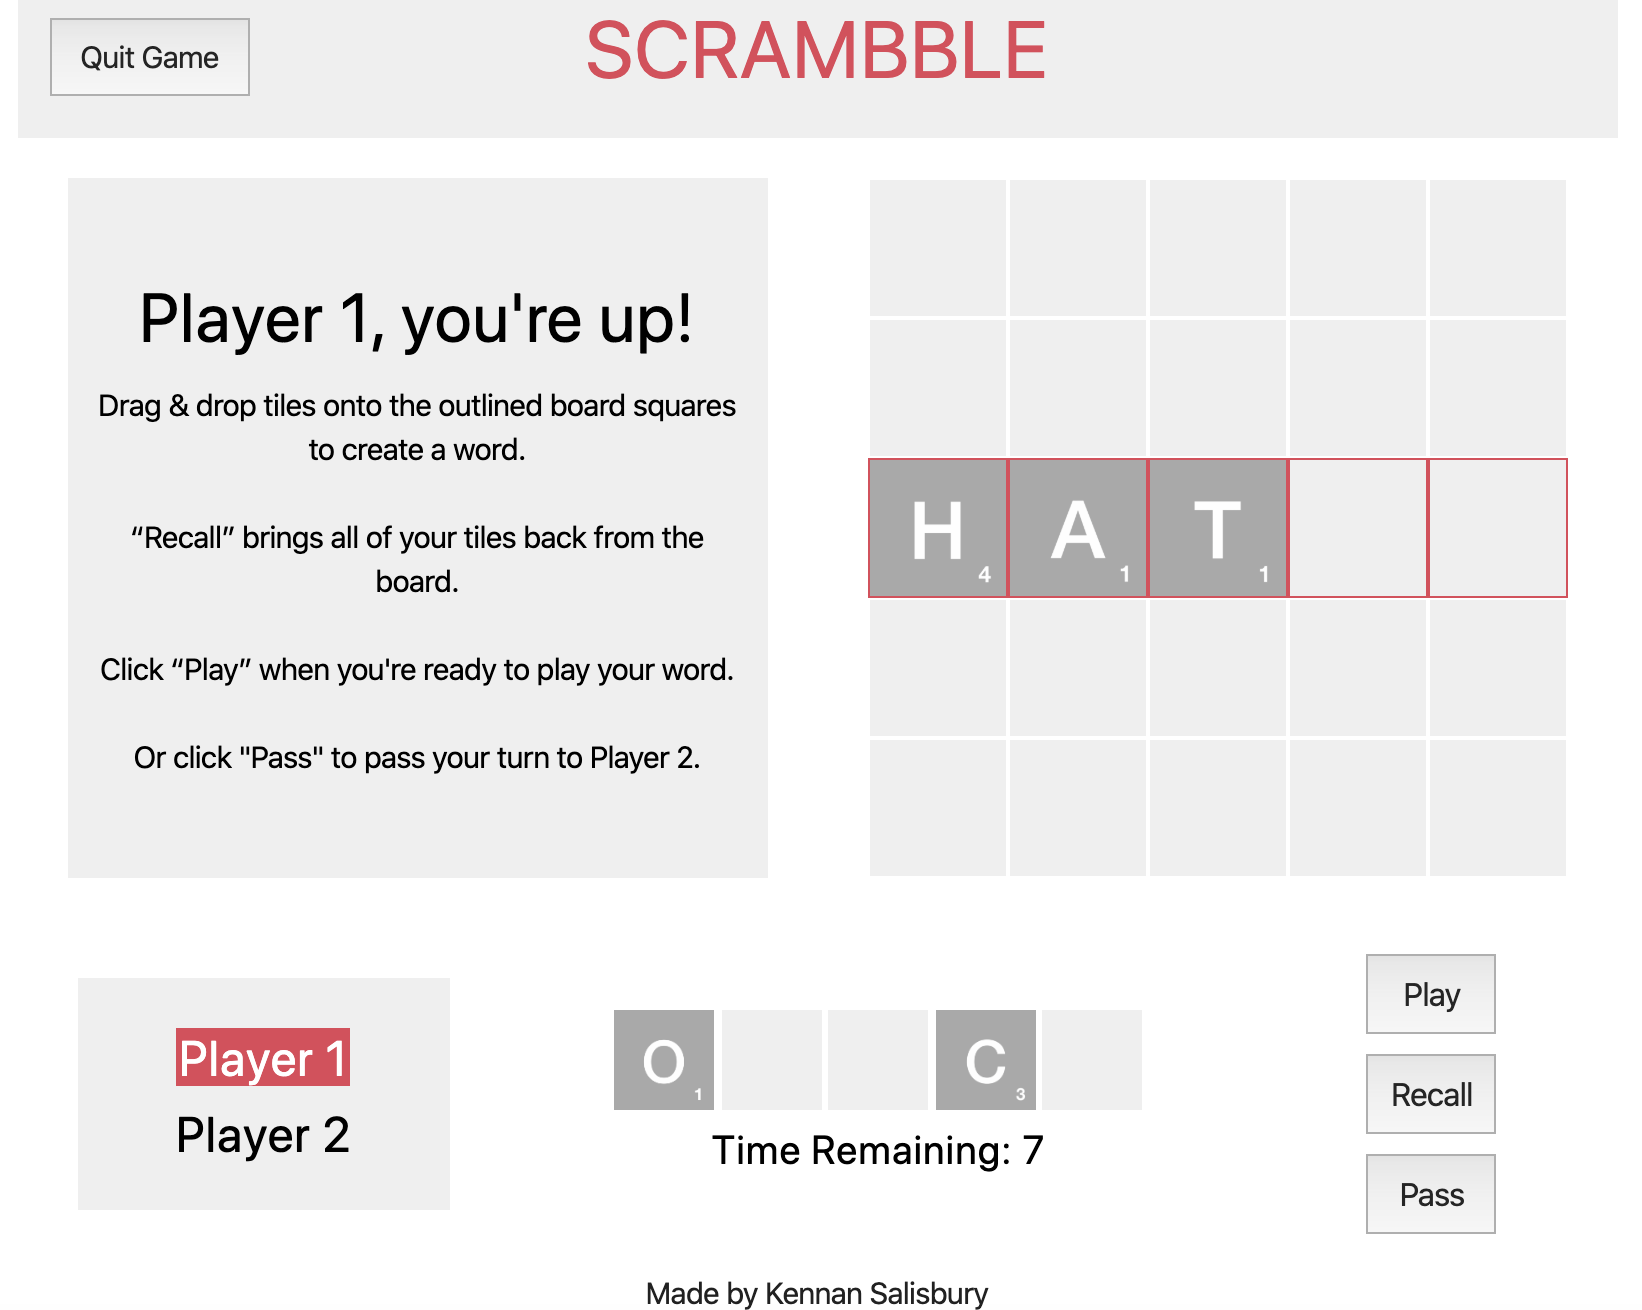 Quit Game
SCRAMBBLE
Player 1, you're up!
Drag & drop tiles onto the outlined board squares
to create a word.
“Recall” brings all of your tiles back from the
board.
Click “Play” when you're ready to play your word.
Or click "Pass" to pass your turn to Player 2.
H 4 A 1 T 1
Player 1
Player 2
O 1 C 3
Time Remaining: 7
Play
Recall
Pass
Made by Kennan Salisbury